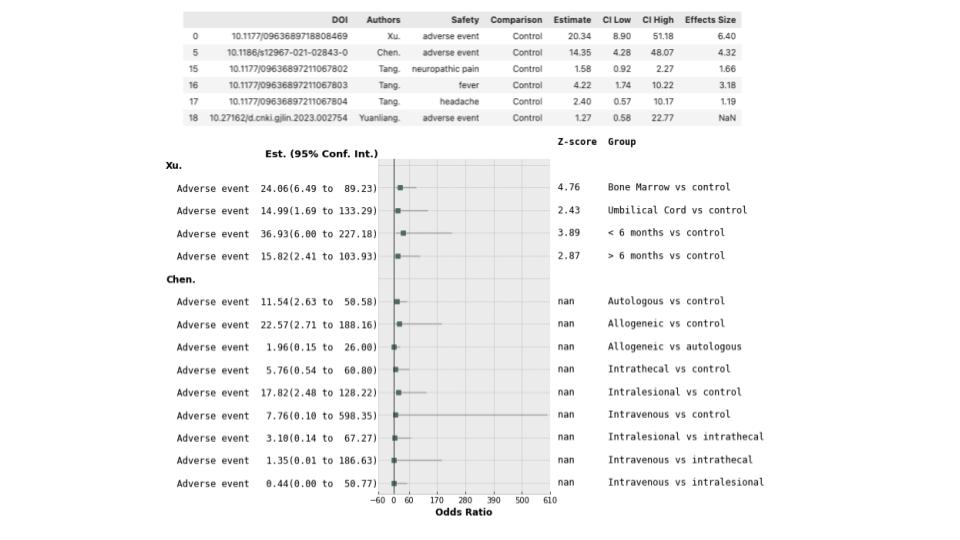 DOI Authors Safety Comparison Estimate CI Low CI High Effects Size
0 10.1177/0963689718808469 Xu. adverse event Control 20.34 8.90 51.18 6.40
5 10.1186/s12967-021-02843-0 Chen. adverse event Control 14.35 4.28 48.07 4.32
15 10.1177/09636897211067802 Tang. neuropathic pain Control 1.58 0.92 2.27 1.66
16 10.1177/09636897211067803 Tang. fever Control 4.22 1.74 10.22 3.18
17 10.1177/09636897211067804 Tang. headache Control 2.40 0.57 10.17 1.19
18 10.27162/d.cnki.gjlin.2023.002754 Yuanliang. adverse event Control 1.27 0.58 22.77 NaN
Z-score Group
Est. (95% Conf. Int.)
Xu.
Adverse event 24.06(6.49 to 89.23) 4.76 Bone Marrow vs control
Adverse event 14.99(1.69 to 133.29) 2.43 Umbilical Cord vs control
Adverse event 36.93(6.00 to 227.18) 3.89 < 6 months vs control
Adverse event 15.82(2.41 to 103.93) 2.87 > 6 months vs control
Chen.
Adverse event 11.54(2.63 to 50.58) nan Autologous vs control
Adverse event 22.57(2.71 to 188.16) nan Allogeneic vs control
Adverse event 1.96(0.15 to 26.00) nan Allogeneic vs autologous
Adverse event 5.76(0.54 to 60.80) nan Intrathecal vs control
Adverse event 17.82(2.48 to 128.22) nan Intralesional vs control
Adverse event 7.76(0.10 to 598.35) nan Intravenous vs control
Adverse event 3.10(0.14 to 67.27) nan Intralesional vs intrathecal
Adverse event 1.35(0.01 to 186.63) nan Intravenous vs intrathecal
Adverse event 0.44(0.00 to 50.77) nan Intravenous vs intralesional
−60 0 60 170 280 390 500 610
Odds Ratio